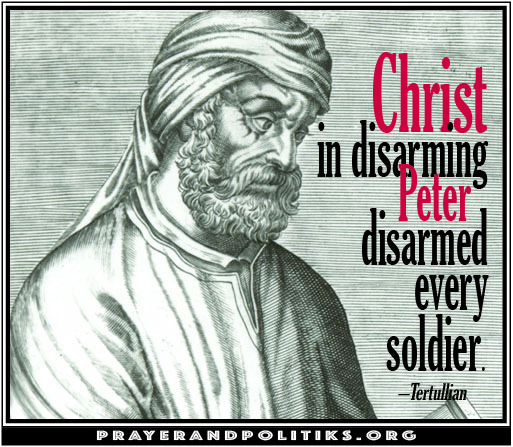 Christ
in disarming
Peter
disarmed
every
soldier.
—Tertullian
PRAYERANDPOLITIKS.ORG